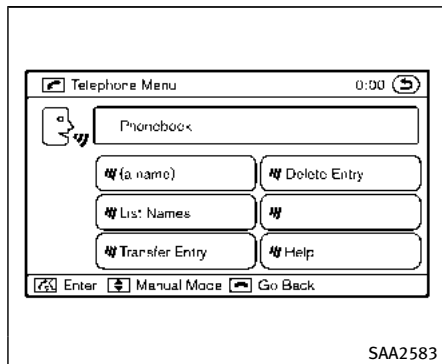 Telephone Menu 0:00
Phonebook
(a name) Delete Entry
List Names
Transfer Entry Help
Enter Manual Mode Go Back
SAA2583